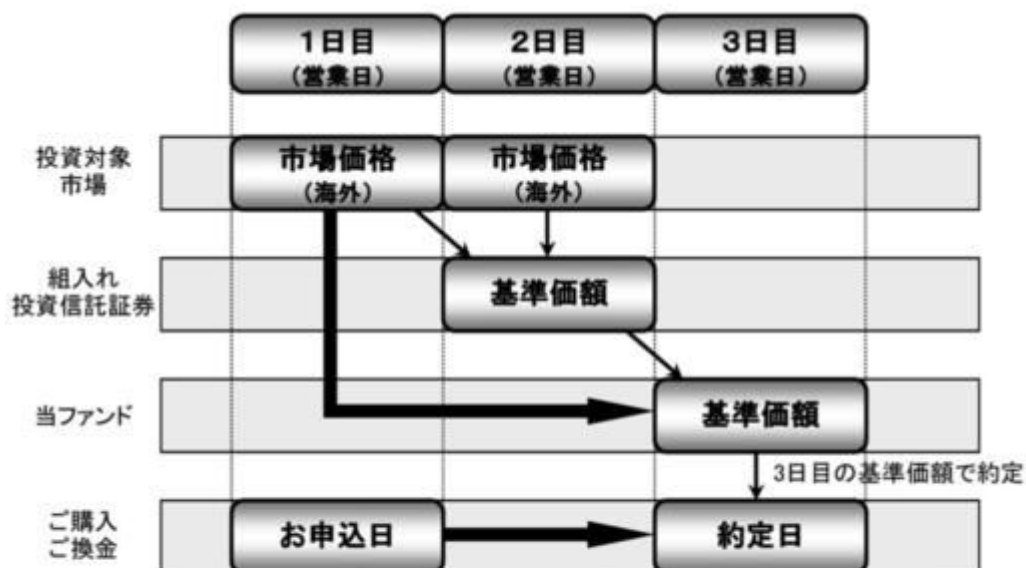 1日目
(営業日)
2日目
(営業日)
3日目
(営業日)
投資対象
市場
市場価格
(海外)
市場価格
(海外)
組入れ
投資信託証券
基準価額
当ファンド
基準価額
3日目の基準価額で約定
ご購入
ご換金
お申込日
約定日